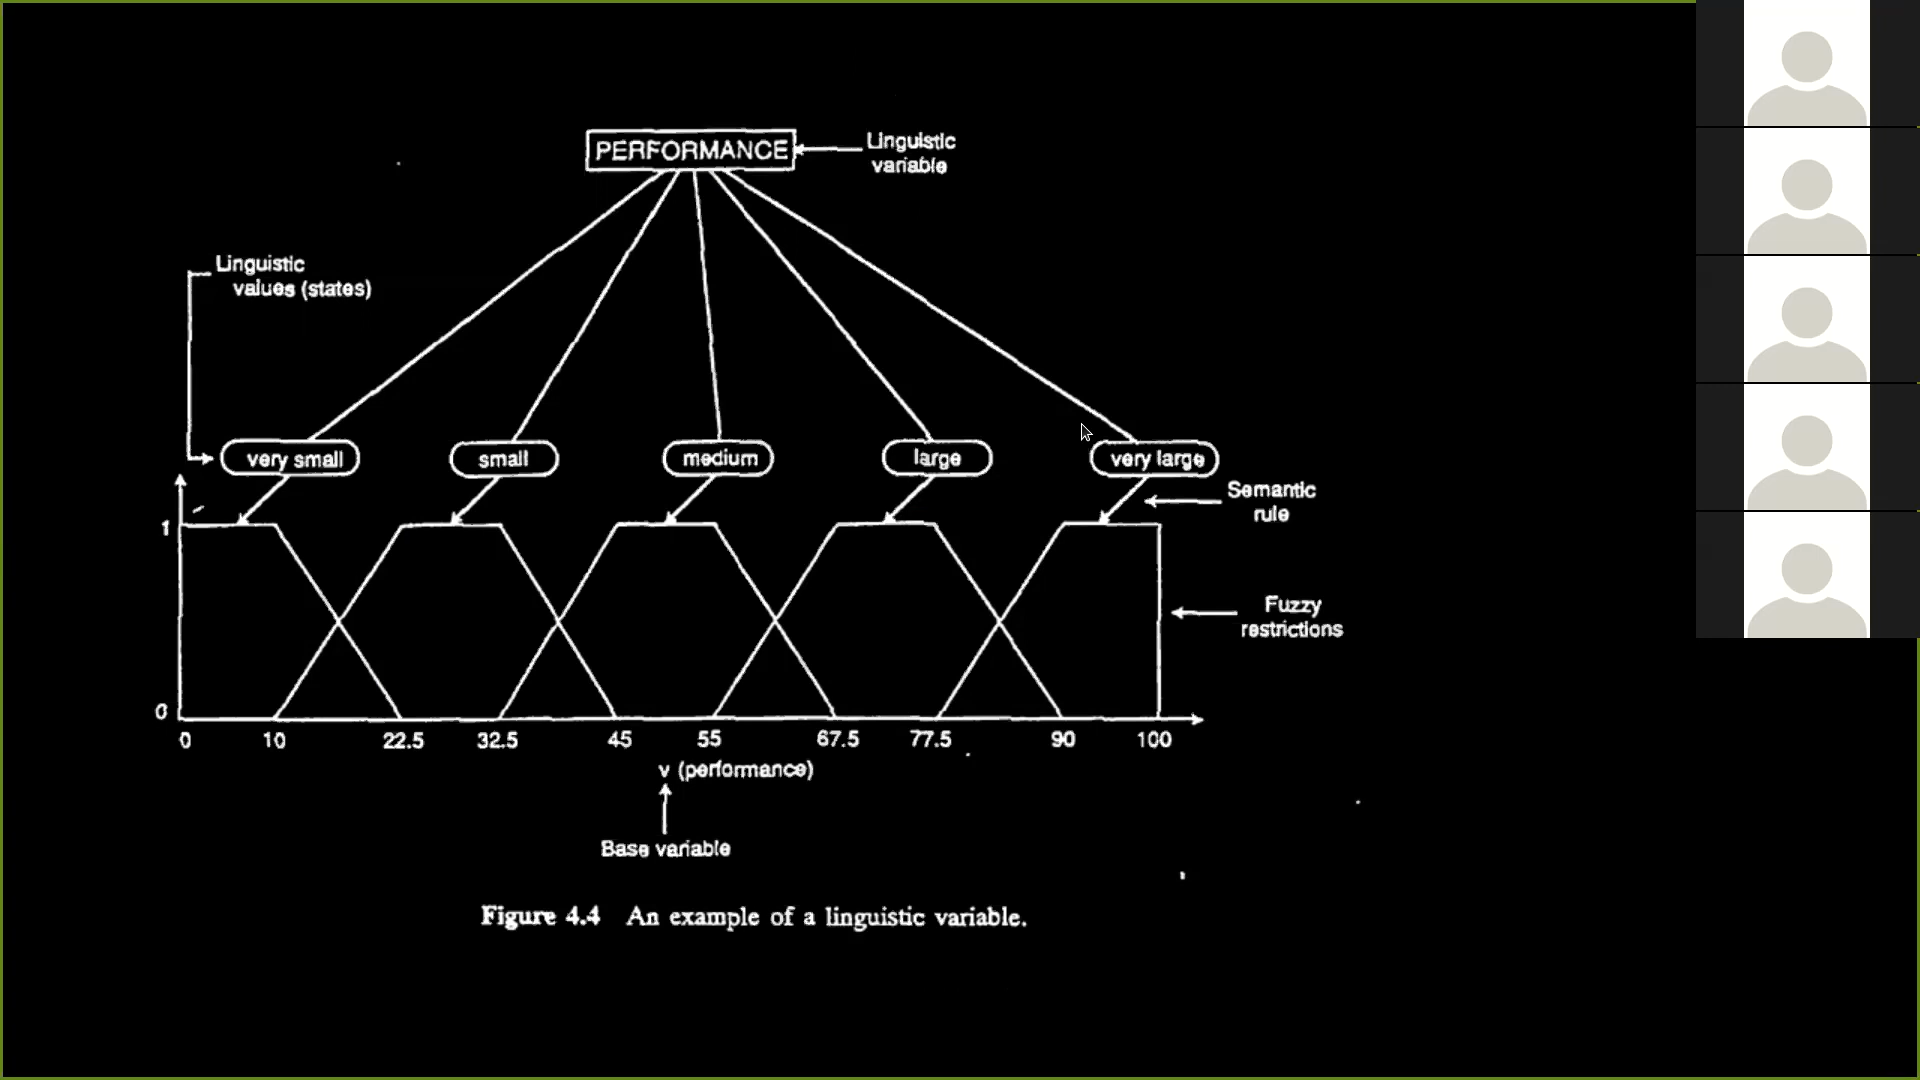 PERFORMANCE
Linguistic
variable
Linguistic
values (states)
very small
small
medium
large
very large
Semantic
rule
1
Fuzzy
restrictions
0
0 10 22.5 32.5 45 55 67.5 77.5 90 100
v (performance)
Base variable
Figure 4.4 An example of a linguistic variable.